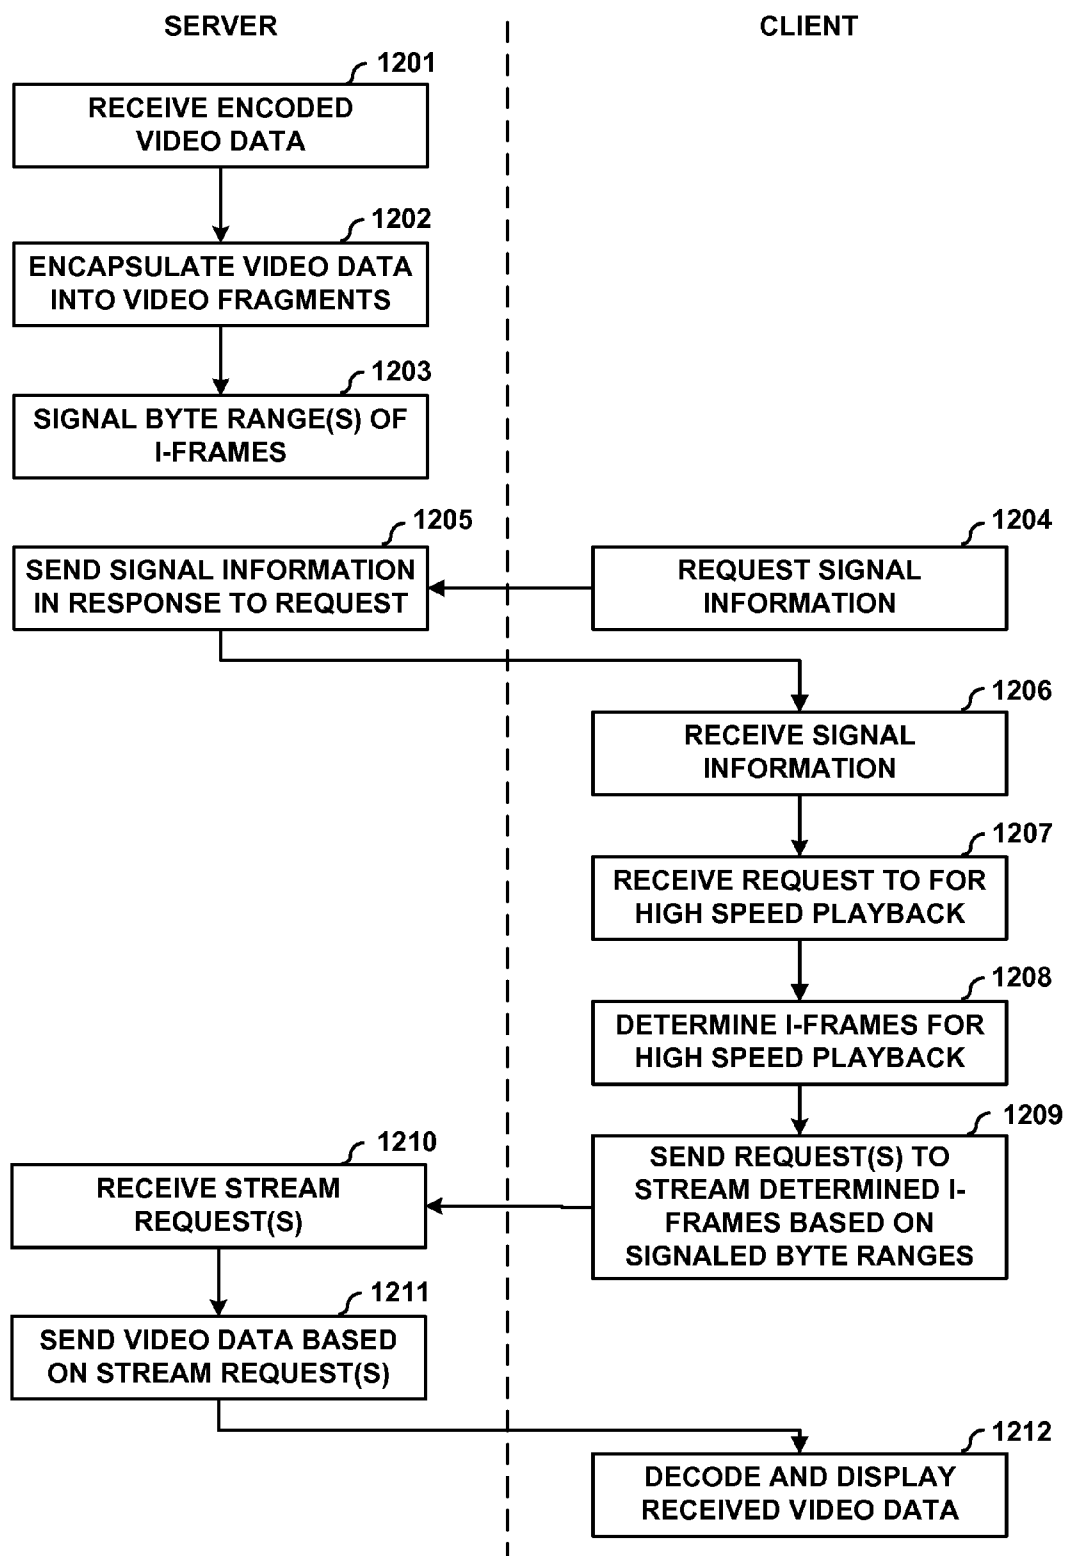 SERVER
CLIENT
1201
RECEIVE ENCODED
VIDEO DATA
1202
ENCAPSULATE VIDEO DATA
INTO VIDEO FRAGMENTS
1203
SIGNAL BYTE RANGE(S) OF
I-FRAMES
1205
SEND SIGNAL INFORMATION
IN RESPONSE TO REQUEST
1204
REQUEST SIGNAL
INFORMATION
1206
RECEIVE SIGNAL
INFORMATION
1207
RECEIVE REQUEST TO FOR
HIGH SPEED PLAYBACK
1208
DETERMINE I-FRAMES FOR
HIGH SPEED PLAYBACK
1209
SEND REQUEST(S) TO
STREAM DETERMINED I-
FRAMES BASED ON
SIGNALED BYTE RANGES
1210
RECEIVE STREAM
REQUEST(S)
1211
SEND VIDEO DATA BASED
ON STREAM REQUEST(S)
1212
DECODE AND DISPLAY
RECEIVED VIDEO DATA